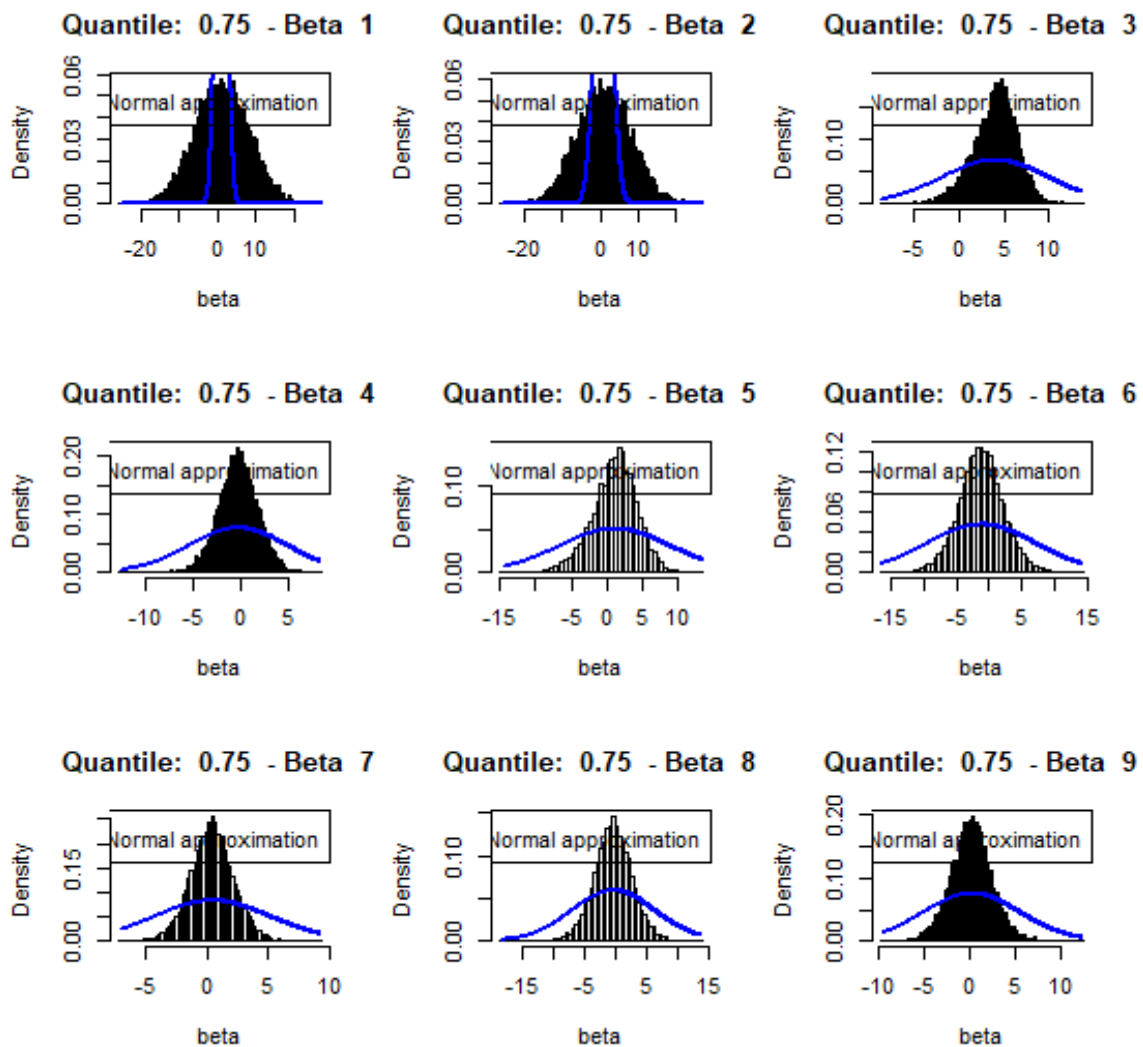 Quantile: 0.75 - Beta 1
Density
0.00 0.03 0.06
Normal approximation
-20 0 10
beta
Quantile: 0.75 - Beta 2
Density
0.00 0.03 0.06
Normal approximation
-20 0 10
beta
Quantile: 0.75 - Beta 3
Density
0.00 0.10
Normal approximation
-5 0 5 10
beta
Quantile: 0.75 - Beta 4
Density
0.00 0.10 0.20
Normal approximation
-10 0 5
beta
Quantile: 0.75 - Beta 5
Density
0.00 0.10
Normal approximation
-15 -5 0 5 10
beta
Quantile: 0.75 - Beta 6
Density
0.00 0.06 0.12
Normal approximation
-15 -5 5 15
beta
Quantile: 0.75 - Beta 7
Density
0.00 0.15
Normal approximation
-5 0 5 10
beta
Quantile: 0.75 - Beta 8
Density
0.00 0.10
Normal approximation
-15 -5 5 15
beta
Quantile: 0.75 - Beta 9
Density
0.00 0.10 0.20
Normal approximation
-10 -5 0 5 10
beta